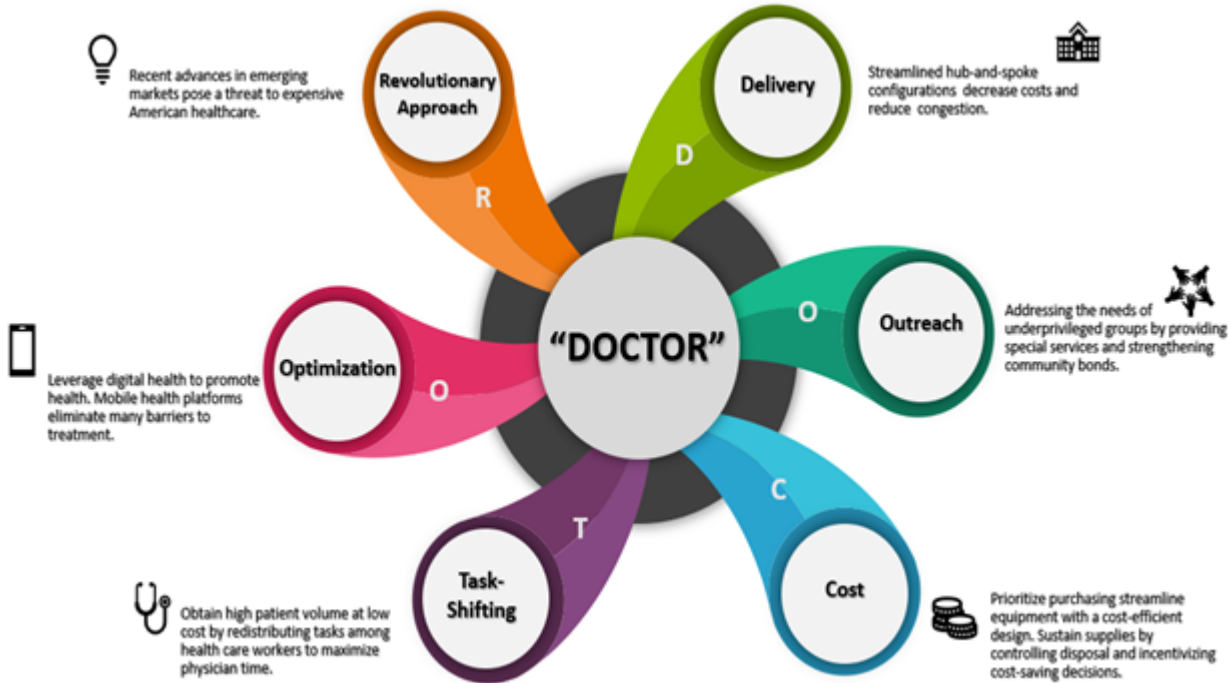 Revolutionary
Approach
R
Recent advances in emerging
markets pose a threat to expensive
American healthcare.
Delivery
D
Streamlined hub-and-spoke
configurations decrease costs and
reduce congestion.
Outreach
O
Addressing the needs of
underprivileged groups by providing
special services and strengthening
community bonds.
"DOCTOR"
Optimization
O
Leverage digital health to promote
health. Mobile health platforms
eliminate many barriers to
treatment.
Cost
C
Prioritize purchasing streamline
equipment with a cost-efficient
design. Sustain supplies by
controlling disposal and incentivizing
cost-saving decisions.
Task-
Shifting
T
Obtain high patient volume at low
cost by redistributing tasks among
health care workers to maximize
physician time.